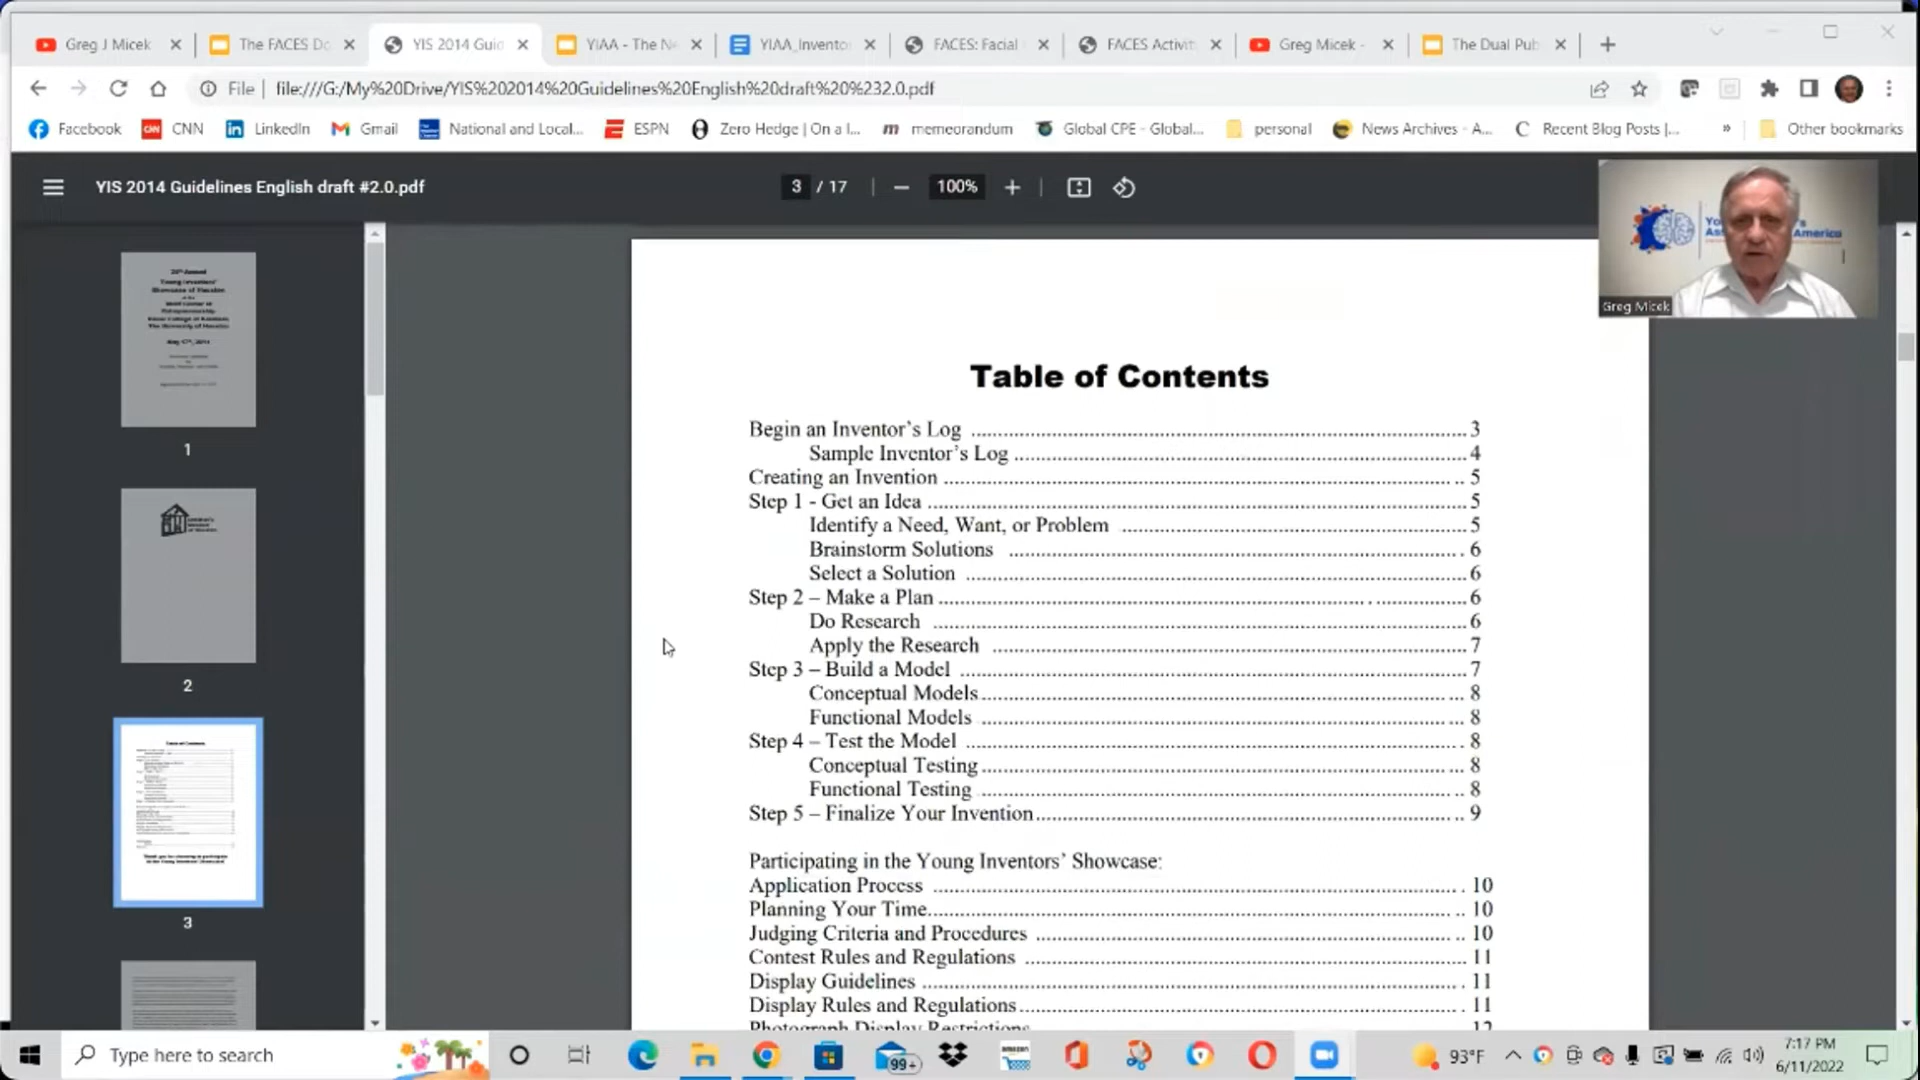 Greg J Micek
The FACES Do
YIS 2014 Guid
YIAA - The Ne
YIAA_Invento
FACES: Facial
FACES Activit
Greg Micek -
The Dual Pub
File
file:///G:/My%20Drive/YIS%202014%20Guidelines%20English%20draft%20%232.0.pdf
Facebook
CNN
LinkedIn
Gmail
National and Local...
ESPN
Zero Hedge | On a l...
memeorandum
Global CPE - Global...
personal
News Archives - A...
Recent Blog Posts |...
»
Other bookmarks
YIS 2014 Guidelines English draft #2.0.pdf
3 / 17
100%
Greg Micek
1
2
3
Table of Contents
Begin an Inventor's Log 3
Sample Inventor's Log 4
Creating an Invention 5
Step 1 - Get an Idea 5
Identify a Need, Want, or Problem 5
Brainstorm Solutions 6
Select a Solution 6
Step 2 – Make a Plan 6
Do Research 6
Apply the Research 7
Step 3 – Build a Model 7
Conceptual Models 8
Functional Models 8
Step 4 – Test the Model 8
Conceptual Testing 8
Functional Testing 8
Step 5 – Finalize Your Invention 9
Participating in the Young Inventors' Showcase:
Application Process 10
Planning Your Time 10
Judging Criteria and Procedures 10
Contest Rules and Regulations 11
Display Guidelines 11
Display Rules and Regulations 11
Photograph Display Restrictions 12
Type here to search
99+
93°F
7:17 PM
6/11/2022